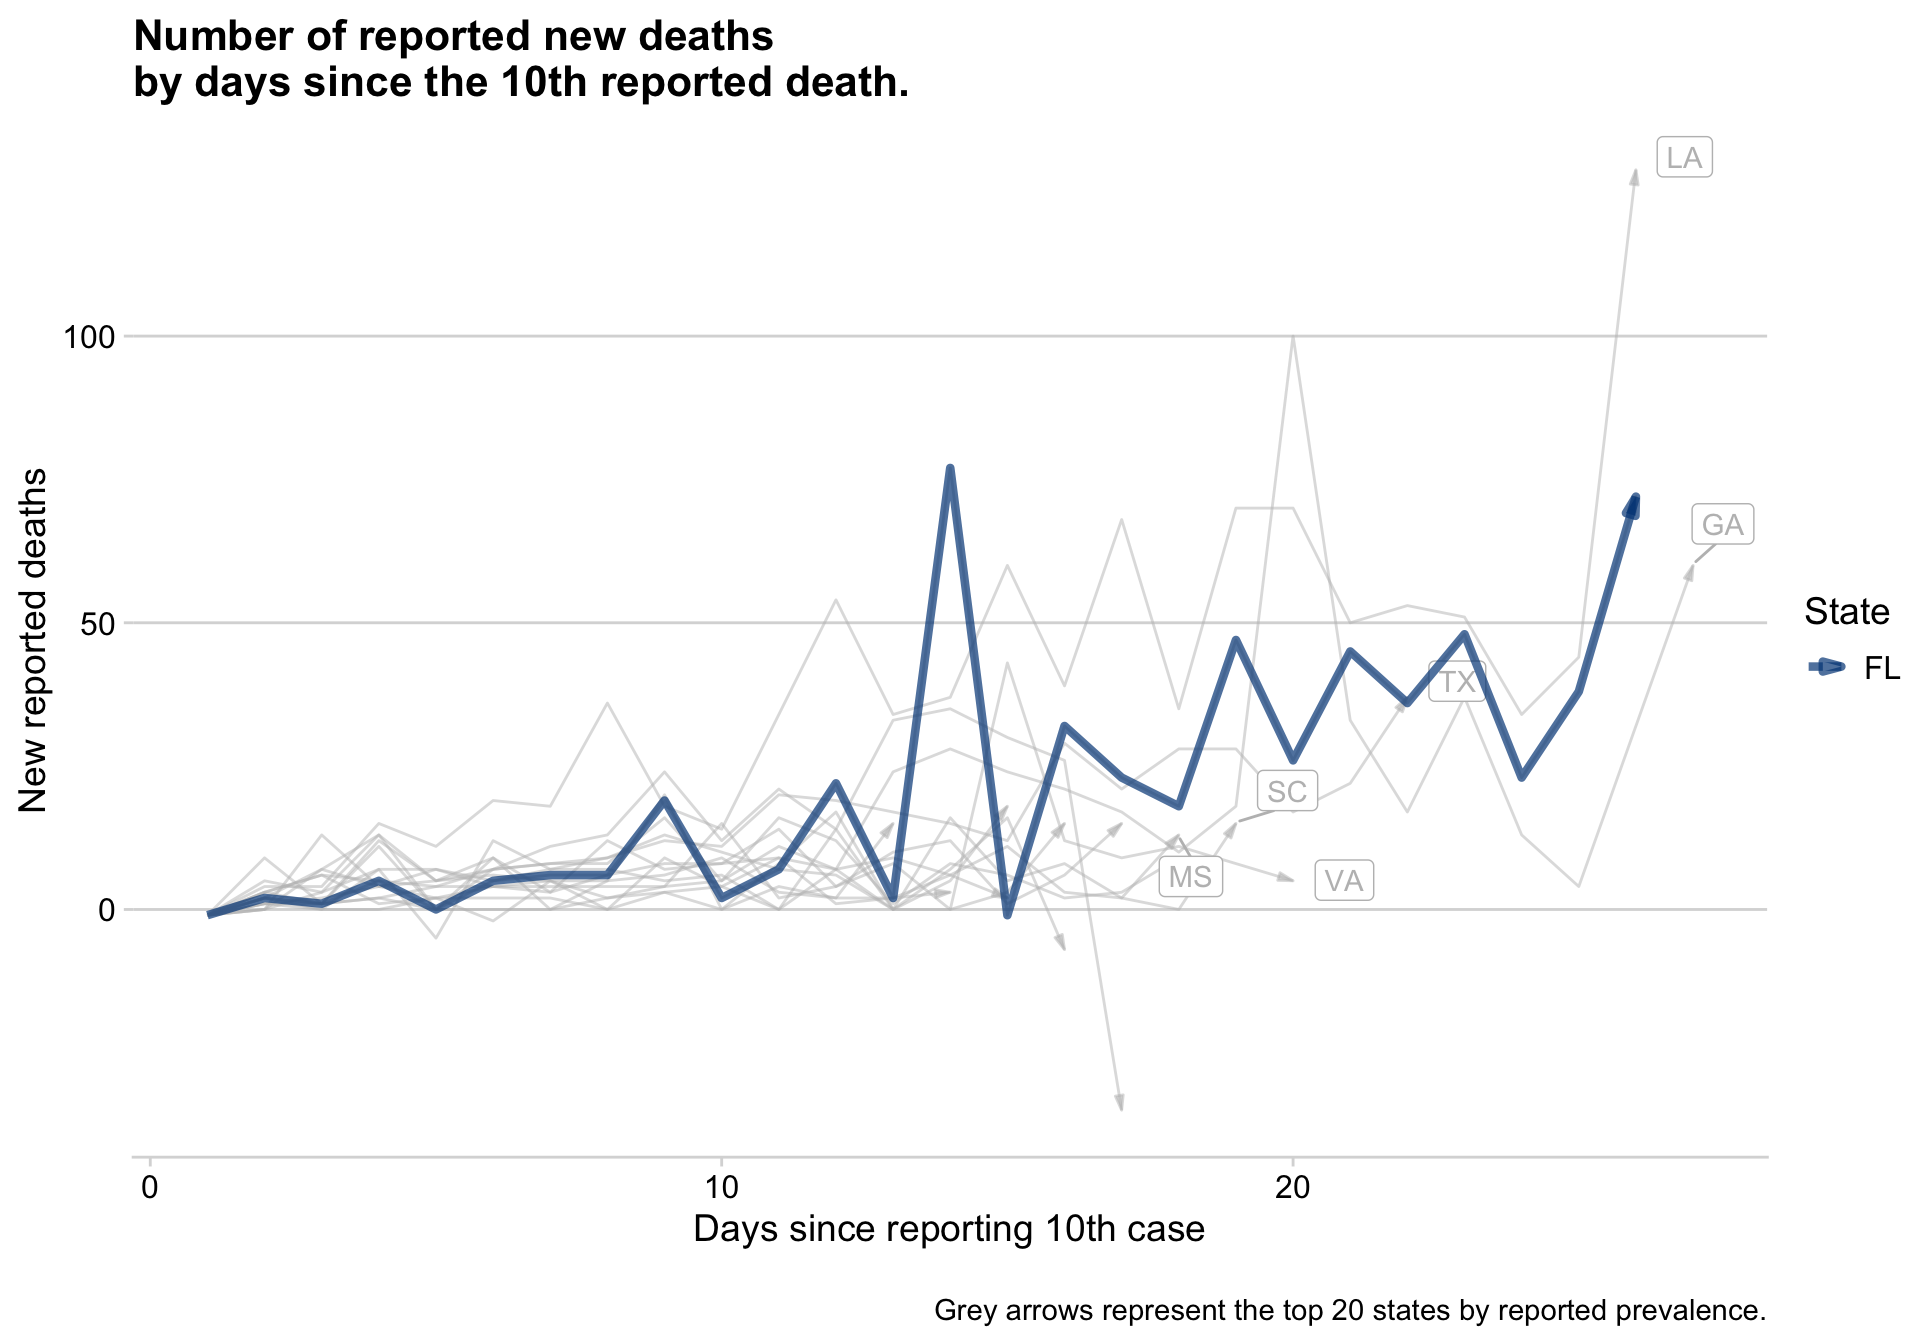 Number of reported new deaths
by days since the 10th reported death.
LA
100
GA
New reported deaths
50
State
FL
TX
SC
MS
VA
0
0
10
20
Days since reporting 10th case
Grey arrows represent the top 20 states by reported prevalence.